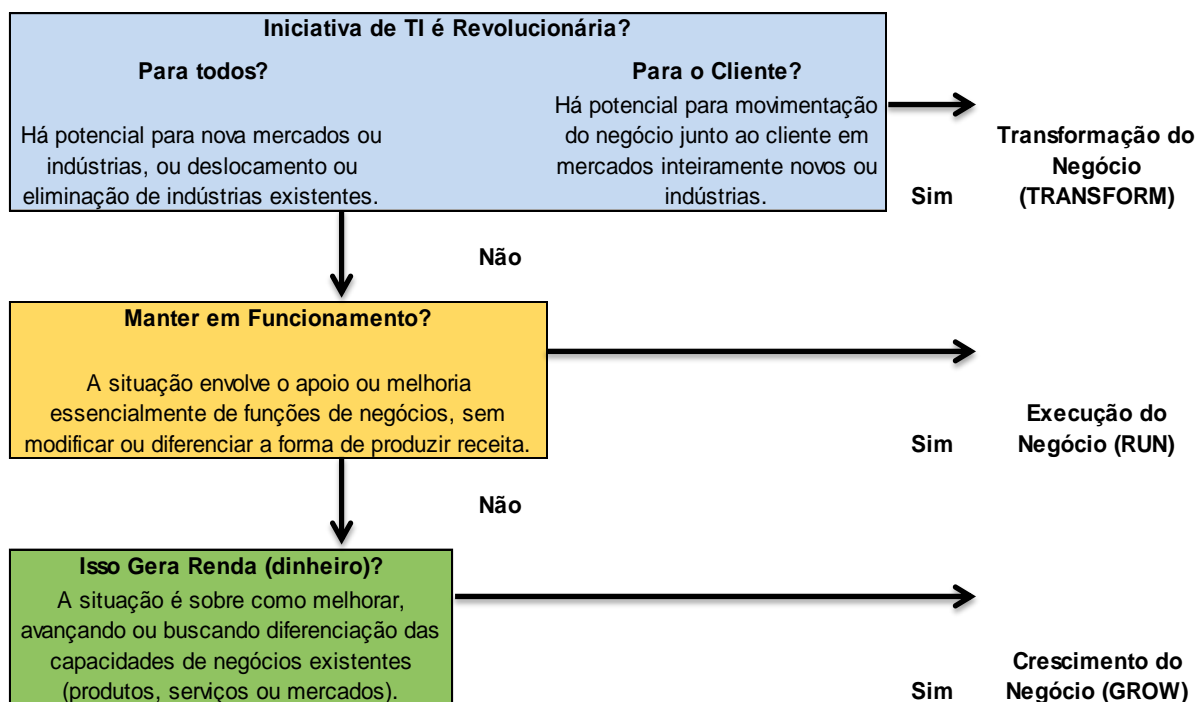 Iniciativa de TI é Revolucionária?
Para todos?
Há potencial para nova mercados ou
indústrias, ou deslocamento ou
eliminação de indústrias existentes.
Para o Cliente?
Há potencial para movimentação
do negócio junto ao cliente em
mercados inteiramente novos ou
indústrias.
Sim
Transformação do
Negócio
(TRANSFORM)
Não
Manter em Funcionamento?
A situação envolve o apoio ou melhoria
essencialmente de funções de negócios, sem
modificar ou diferenciar a forma de produzir receita.
Sim
Execução do
Negócio (RUN)
Não
Isso Gera Renda (dinheiro)?
A situação é sobre como melhorar,
avançando ou buscando diferenciação das
capacidades de negócios existentes
(produtos, serviços ou mercados).
Sim
Crescimento do
Negócio (GROW)